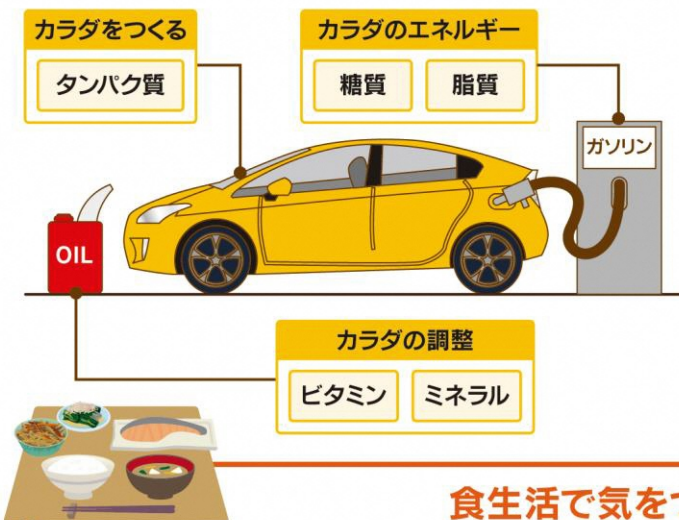 カラダをつくる
タンパク質
カラダのエネルギー
糖質 脂質
ガソリン
OIL
カラダの調整
ビタミン ミネラル
食生活で気を